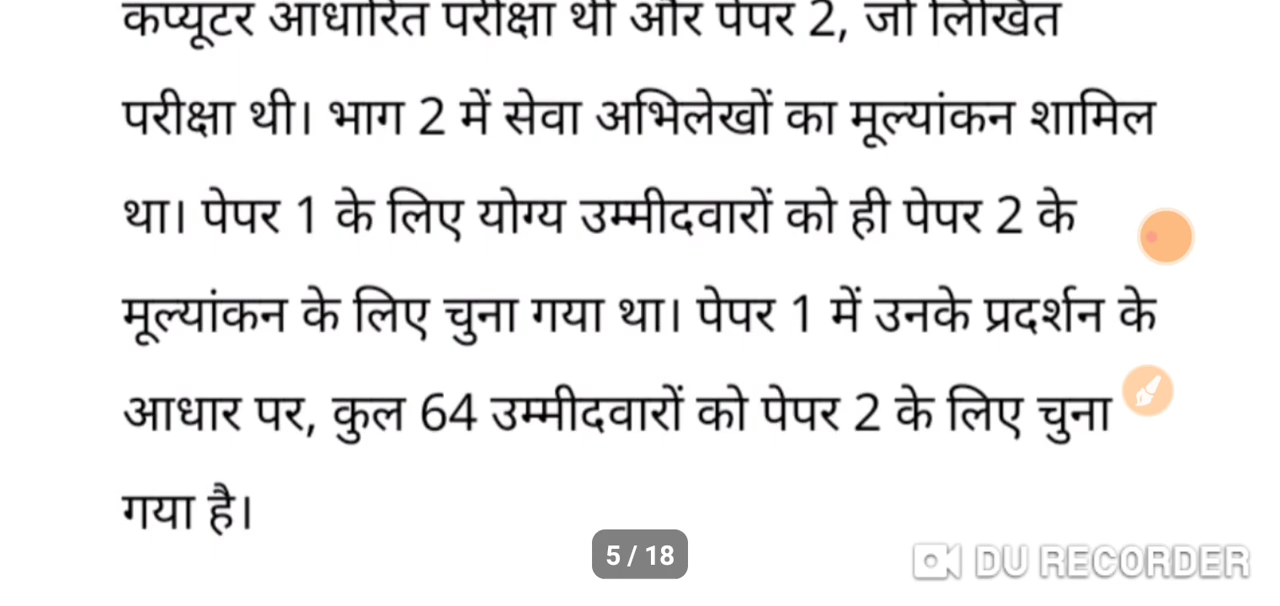 कंप्यूटर आधारित परीक्षा थी और पेपर 2, जो लिखित
परीक्षा थी। भाग 2 में सेवा अभिलेखों का मूल्यांकन शामिल
था। पेपर 1 के लिए योग्य उम्मीदवारों को ही पेपर 2 के
मूल्यांकन के लिए चुना गया था। पेपर 1 में उनके प्रदर्शन के
आधार पर, कुल 64 उम्मीदवारों को पेपर 2 के लिए चुना
गया है।
5 / 18
DU RECORDER